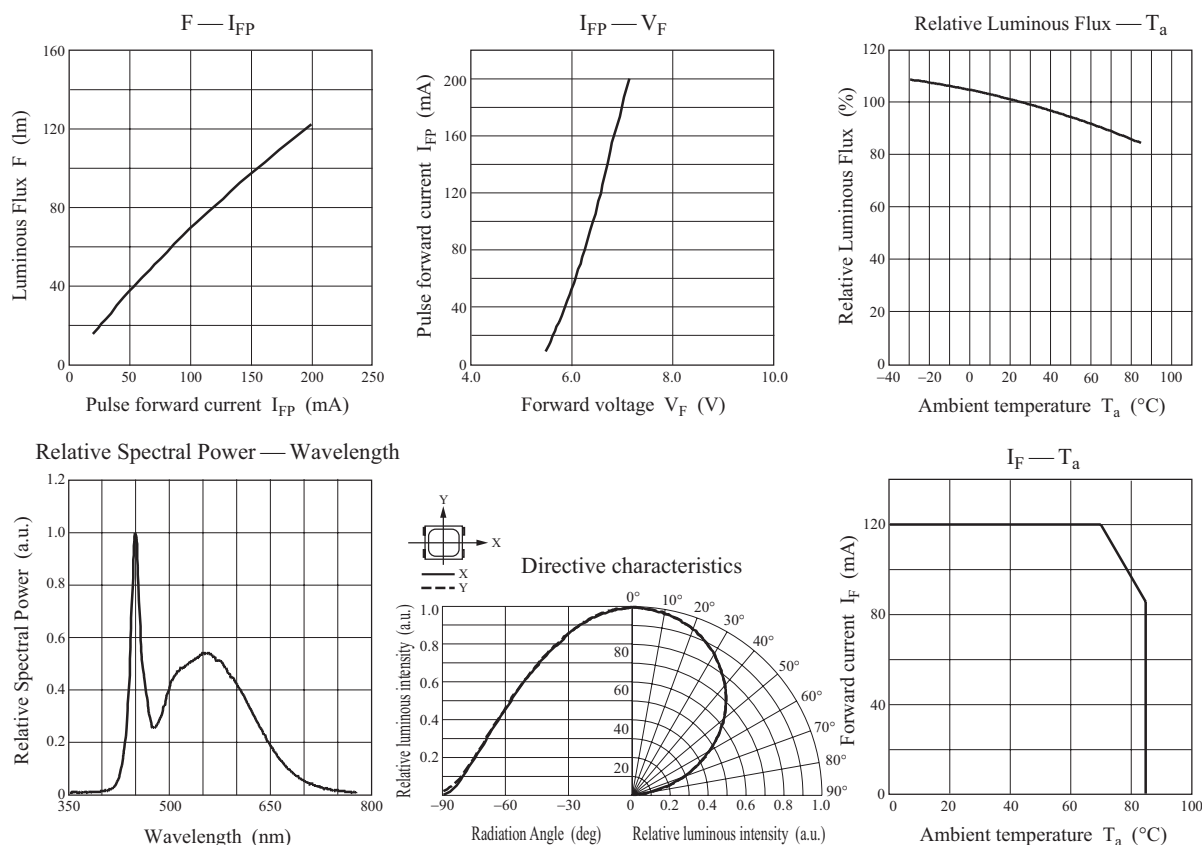 F — I_FP
160
120
80
40
0
0 50 100 150 200 250
Luminous Flux F (lm)
Pulse forward current I_FP (mA)
I_FP — V_F
200
160
120
80
40
0
4.0 6.0 8.0 10.0
Pulse forward current I_FP (mA)
Forward voltage V_F (V)
Relative Luminous Flux — T_a
120
100
80
60
40
20
0
–40 –20 0 20 40 60 80 100
Relative Luminous Flux (%)
Ambient temperature T_a (°C)
Relative Spectral Power — Wavelength
1.2
1.0
0.8
0.6
0.4
0.2
0
350 500 650 800
Relative Spectral Power (a.u.)
Wavelength (nm)
Y
X
X
Y
Directive characteristics
1.0
0.8
0.6
0.4
0.2
0
–90 –60 –30 0 0.2 0.4 0.6 0.8 1.0
80
60
40
20
0°
10°
20°
30°
40°
50°
60°
70°
80°
90°
Relative luminous intensity (a.u.)
Radiation Angle (deg)
Relative luminous intensity (a.u.)
I_F — T_a
120
80
40
0
0 20 40 60 80 100
Forward current I_F (mA)
Ambient temperature T_a (°C)